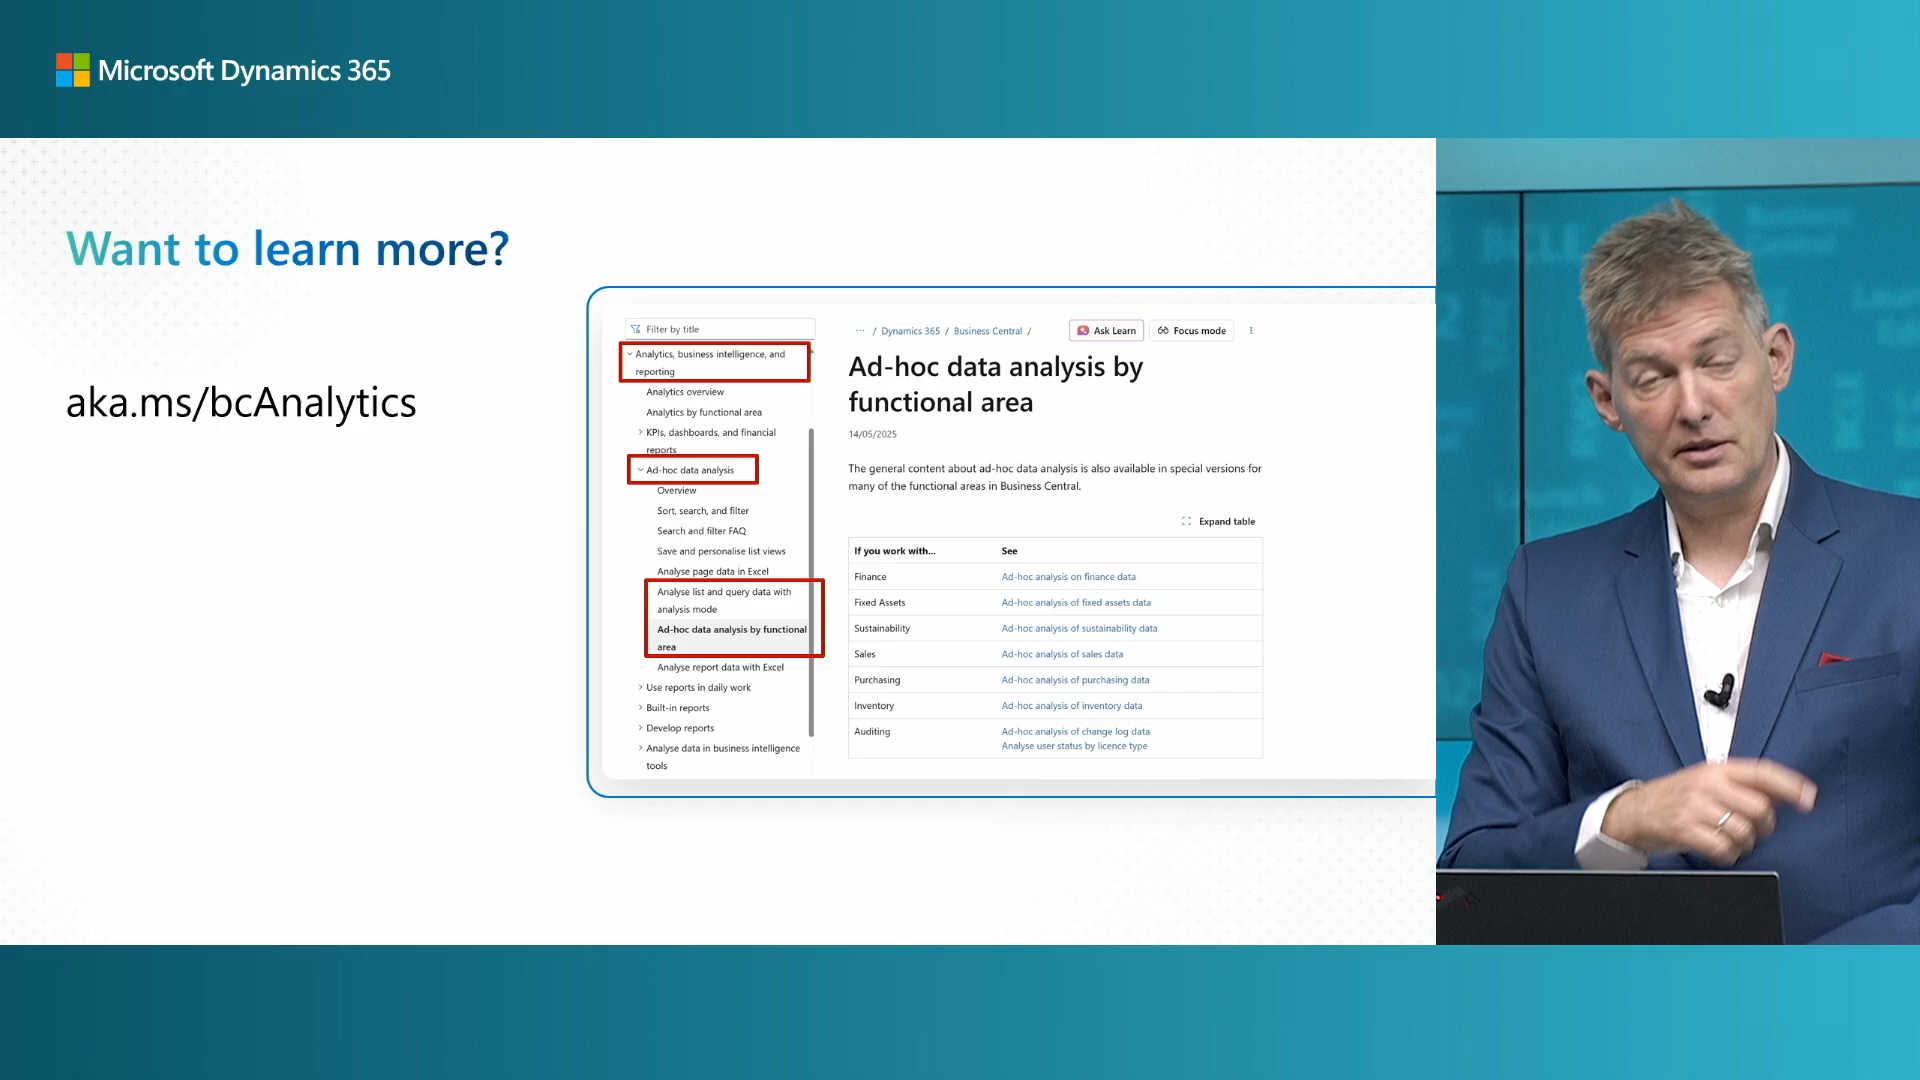 Microsoft Dynamics 365
Want to learn more?
aka.ms/bcAnalytics
Filter by title
Analytics, business intelligence, and
reporting
Analytics overview
Analytics by functional area
KPIs, dashboards, and financial
reports
Ad-hoc data analysis
Overview
Sort, search, and filter
Search and filter FAQ
Save and personalise list views
Analyse page data in Excel
Analyse list and query data with
analysis mode
Ad-hoc data analysis by functional
area
Analyse report data with Excel
Use reports in daily work
Built-in reports
Develop reports
Analyse data in business intelligence
tools
... / Dynamics 365 / Business Central /
Ask Learn
Focus mode
Ad-hoc data analysis by
functional area
14/05/2025
The general content about ad-hoc data analysis is also available in special versions for
many of the functional areas in Business Central.
Expand table
If you work with... See
Finance Ad-hoc analysis on finance data
Fixed Assets Ad-hoc analysis of fixed assets data
Sustainability Ad-hoc analysis of sustainability data
Sales Ad-hoc analysis of sales data
Purchasing Ad-hoc analysis of purchasing data
Inventory Ad-hoc analysis of inventory data
Auditing Ad-hoc analysis of change log data
Analyse user status by licence type